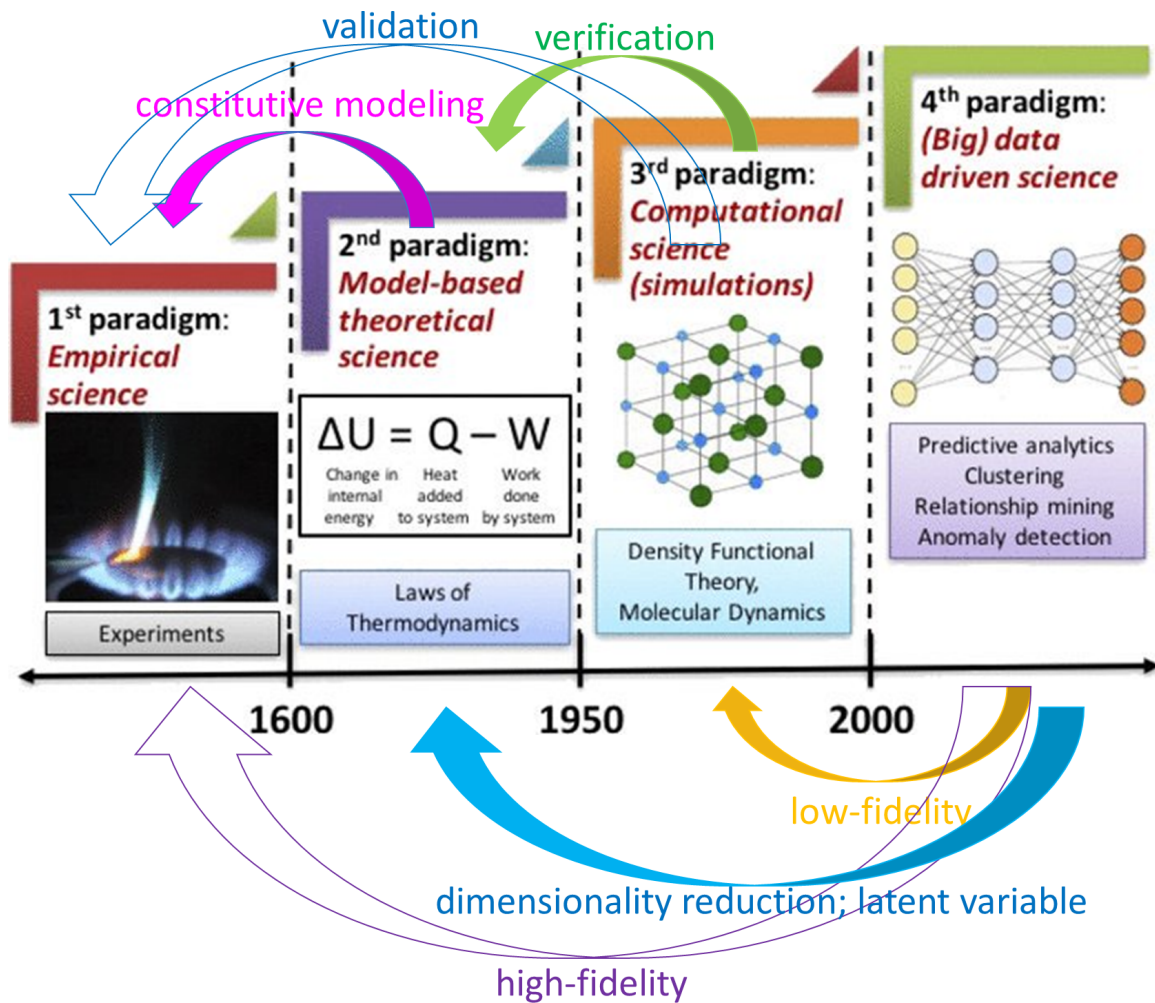 validation
verification
constitutive modeling
1st paradigm:
Empirical
science
Experiments
2nd paradigm:
Model-based
theoretical
science
ΔU = Q – W
Change in internal energy
Heat added to system
Work done by system
Laws of
Thermodynamics
3rd paradigm:
Computational
science
(simulations)
Density Functional
Theory,
Molecular Dynamics
4th paradigm:
(Big) data
driven science
Predictive analytics
Clustering
Relationship mining
Anomaly detection
1600
1950
2000
low-fidelity
dimensionality reduction; latent variable
high-fidelity